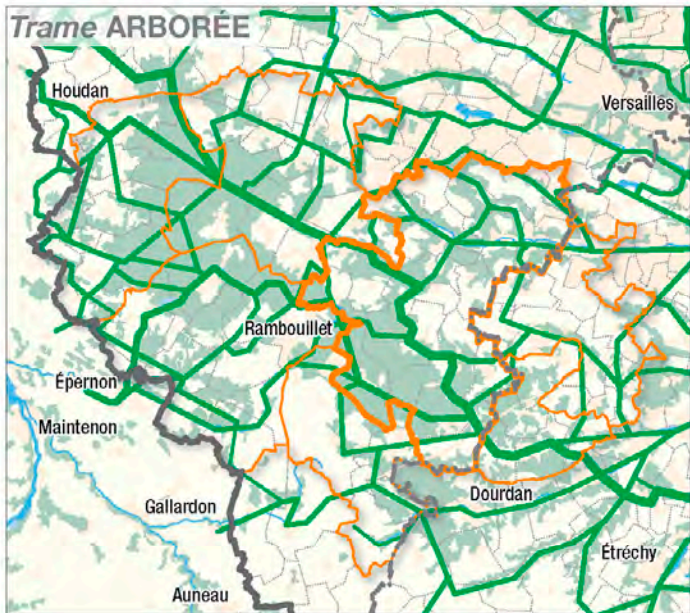 Trame ARBORÉE
Houdan
Versailles
Rambouillet
Épernon
Maintenon
Gallardon
Dourdan
Étréchy
Auneau